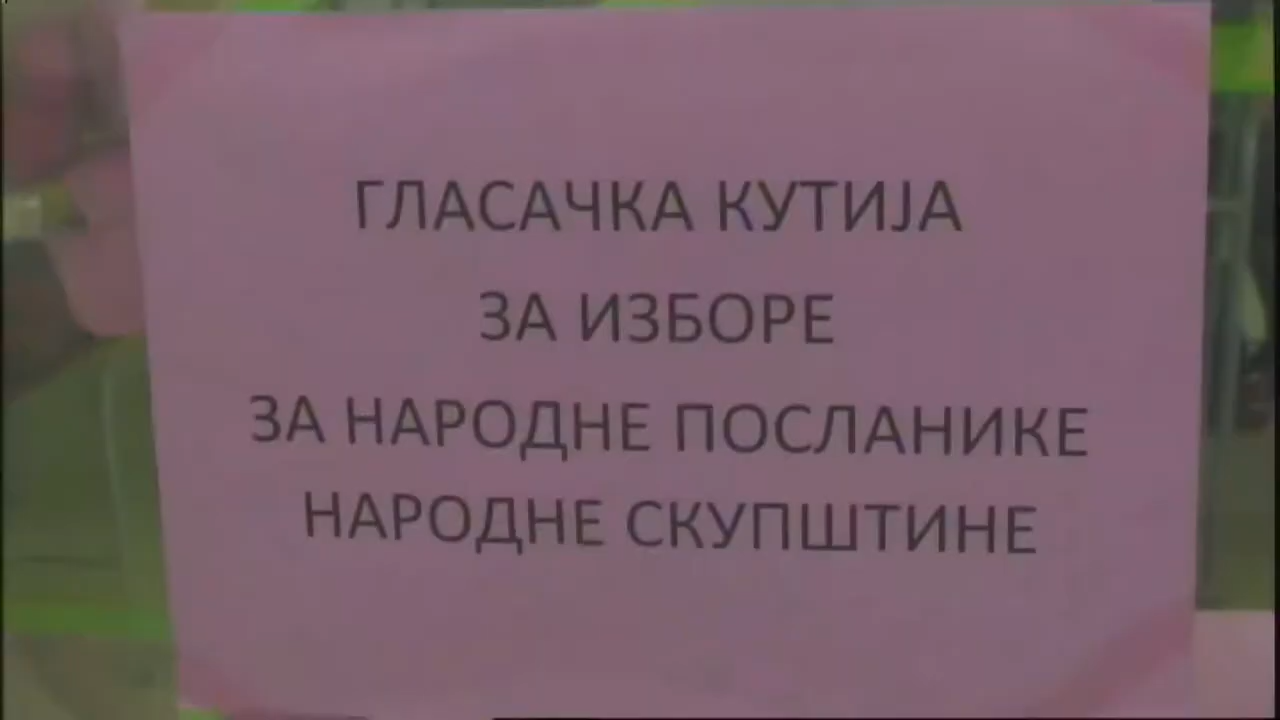 ГЛАСАЧКА КУТИЈА
ЗА ИЗБОРЕ
ЗА НАРОДНЕ ПОСЛАНИКЕ
НАРОДНЕ СКУПШТИНЕ